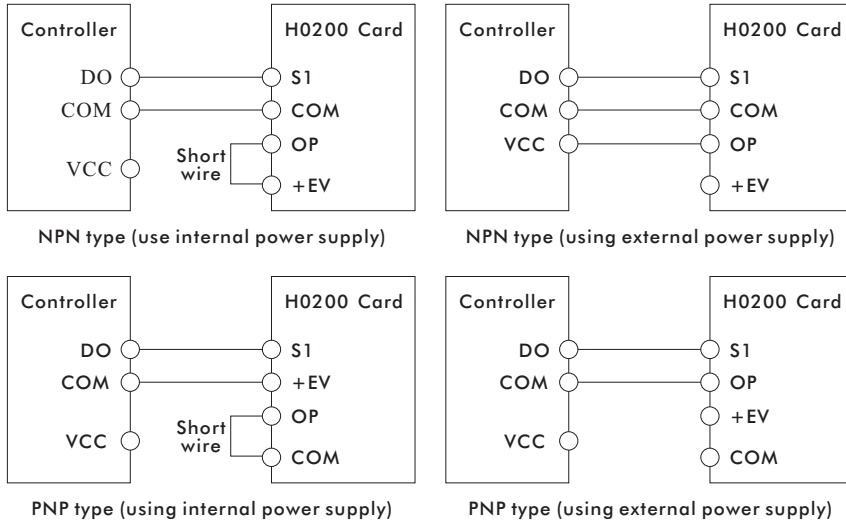 Controller
H0200 Card
DO
S1
COM
COM
OP
VCC
Short
wire
+EV
NPN type (use internal power supply)
Controller
H0200 Card
DO
S1
COM
COM
VCC
OP
+EV
NPN type (using external power supply)
Controller
H0200 Card
DO
S1
COM
+EV
OP
VCC
Short
wire
COM
PNP type (using internal power supply)
Controller
H0200 Card
DO
S1
COM
OP
+EV
VCC
COM
PNP type (using external power supply)